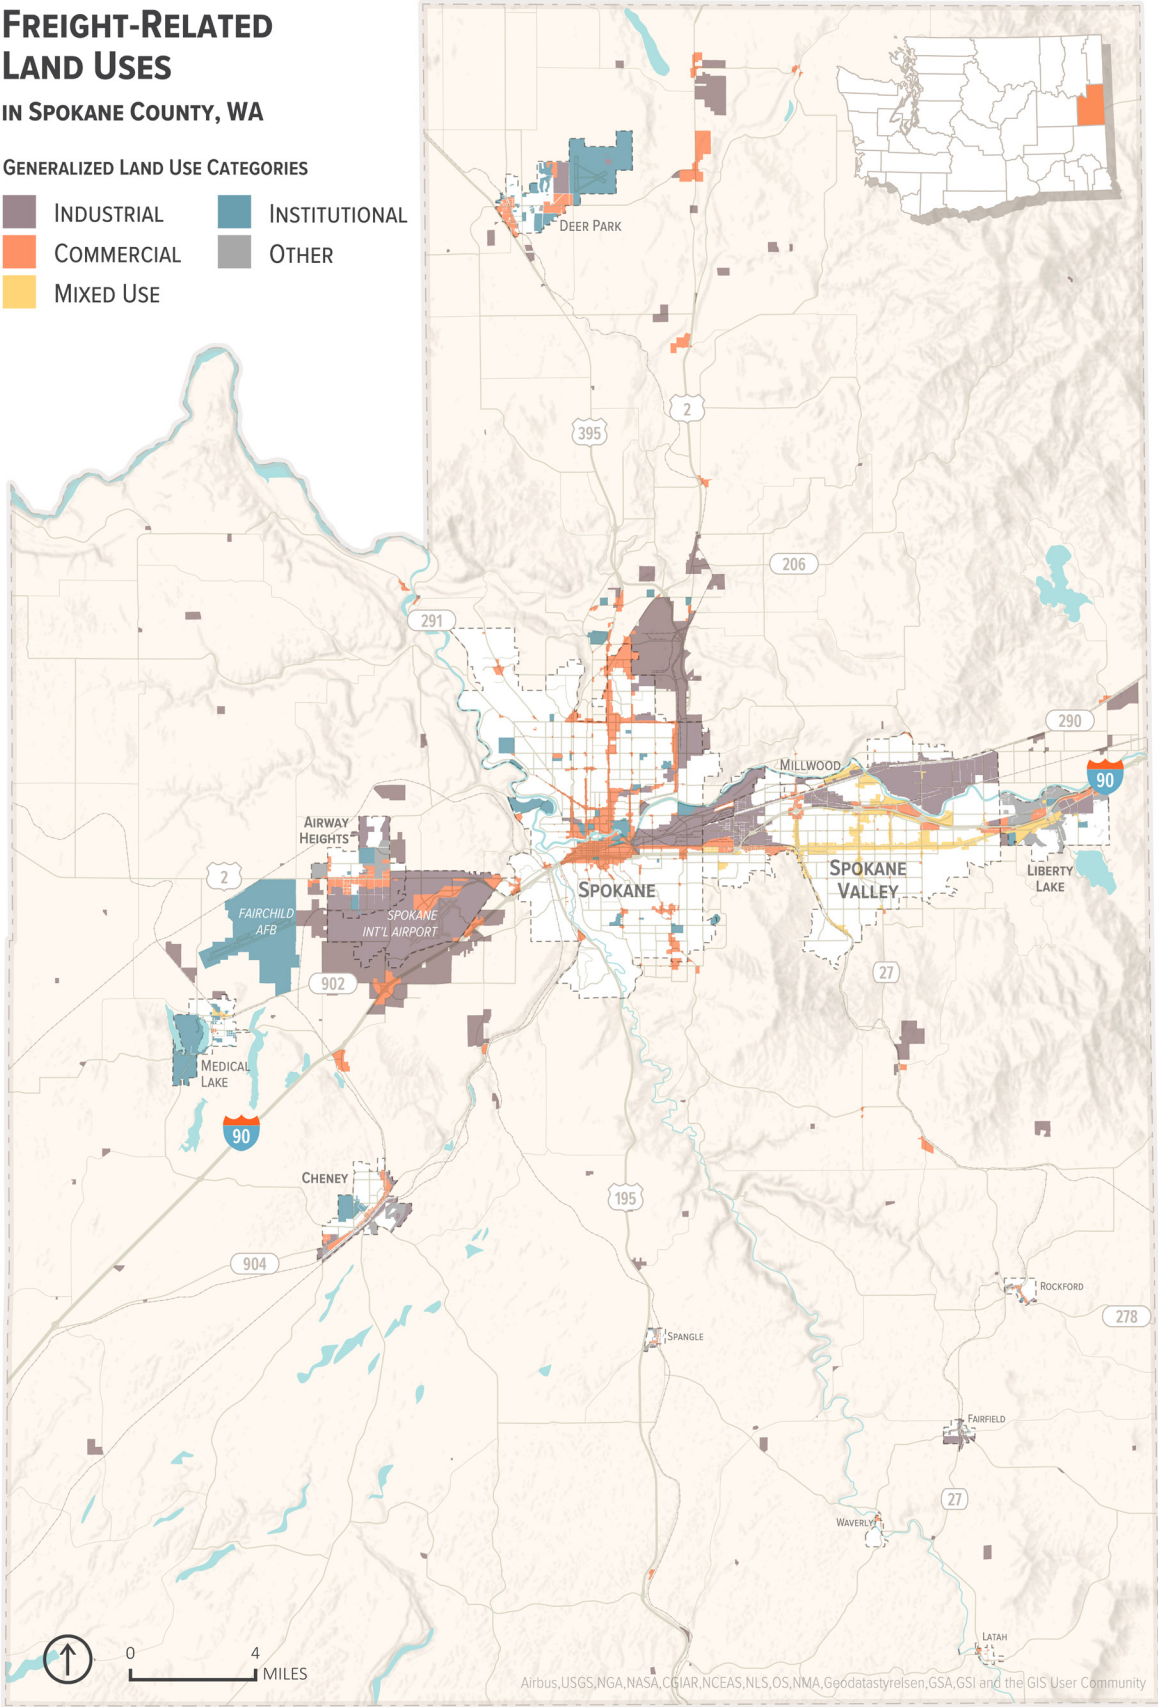 FREIGHT-RELATED
LAND USES
IN SPOKANE COUNTY, WA
GENERALIZED LAND USE CATEGORIES
INDUSTRIAL
INSTITUTIONAL
COMMERCIAL
OTHER
MIXED USE
DEER PARK
2
395
206
291
290
MILLWOOD
90
AIRWAY
HEIGHTS
2
SPOKANE
SPOKANE
VALLEY
LIBERTY
LAKE
FAIRCHILD
AFB
SPOKANE
INT'L AIRPORT
902
27
MEDICAL
LAKE
90
CHENEY
195
904
ROCKFORD
278
SPANGLE
FAIRFIELD
27
WAVERLY
LATAH
0 4
MILES
Airbus,USGS,NGA,NASA,CGIAR,NCEAS,NLS,OS,NMA,Geodatastyrelsen,GSA,GSI and the GIS User Community